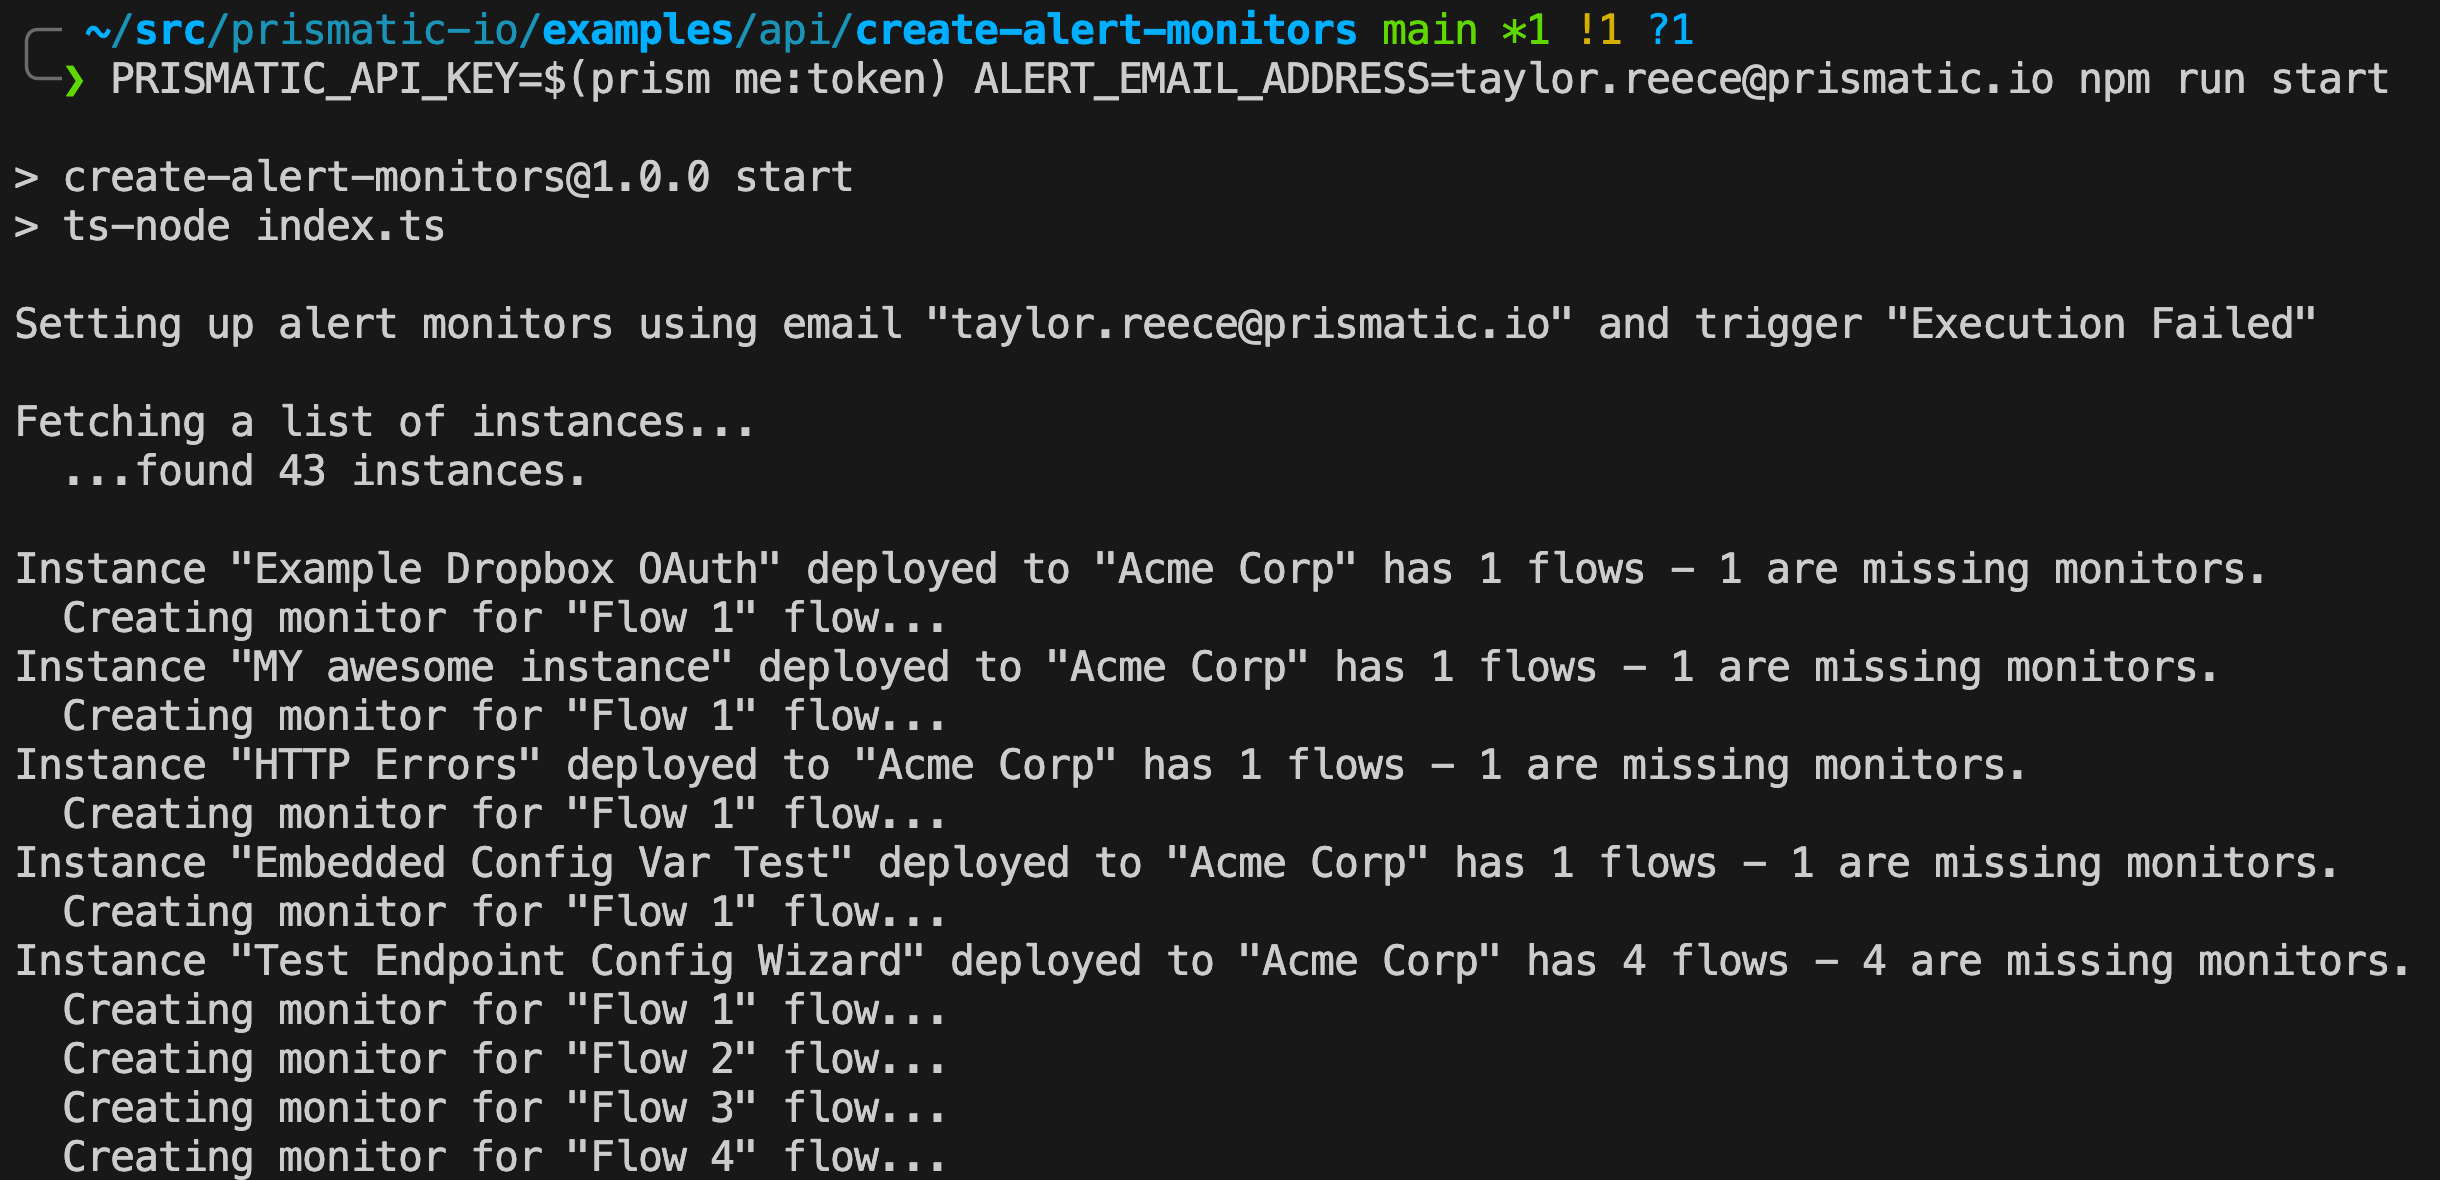 ~/src/prismatic-io/examples/api/create-alert-monitors main *1 !1 ?1
❯ PRISMATIC_API_KEY=$(prism me:token) ALERT_EMAIL_ADDRESS=taylor.reece@prismatic.io npm run start
> create-alert-monitors@1.0.0 start
> ts-node index.ts
Setting up alert monitors using email "taylor.reece@prismatic.io" and trigger "Execution Failed"
Fetching a list of instances...
...found 43 instances.
Instance "Example Dropbox OAuth" deployed to "Acme Corp" has 1 flows - 1 are missing monitors.
Creating monitor for "Flow 1" flow...
Instance "MY awesome instance" deployed to "Acme Corp" has 1 flows - 1 are missing monitors.
Creating monitor for "Flow 1" flow...
Instance "HTTP Errors" deployed to "Acme Corp" has 1 flows - 1 are missing monitors.
Creating monitor for "Flow 1" flow...
Instance "Embedded Config Var Test" deployed to "Acme Corp" has 1 flows - 1 are missing monitors.
Creating monitor for "Flow 1" flow...
Instance "Test Endpoint Config Wizard" deployed to "Acme Corp" has 4 flows - 4 are missing monitors.
Creating monitor for "Flow 1" flow...
Creating monitor for "Flow 2" flow...
Creating monitor for "Flow 3" flow...
Creating monitor for "Flow 4" flow...